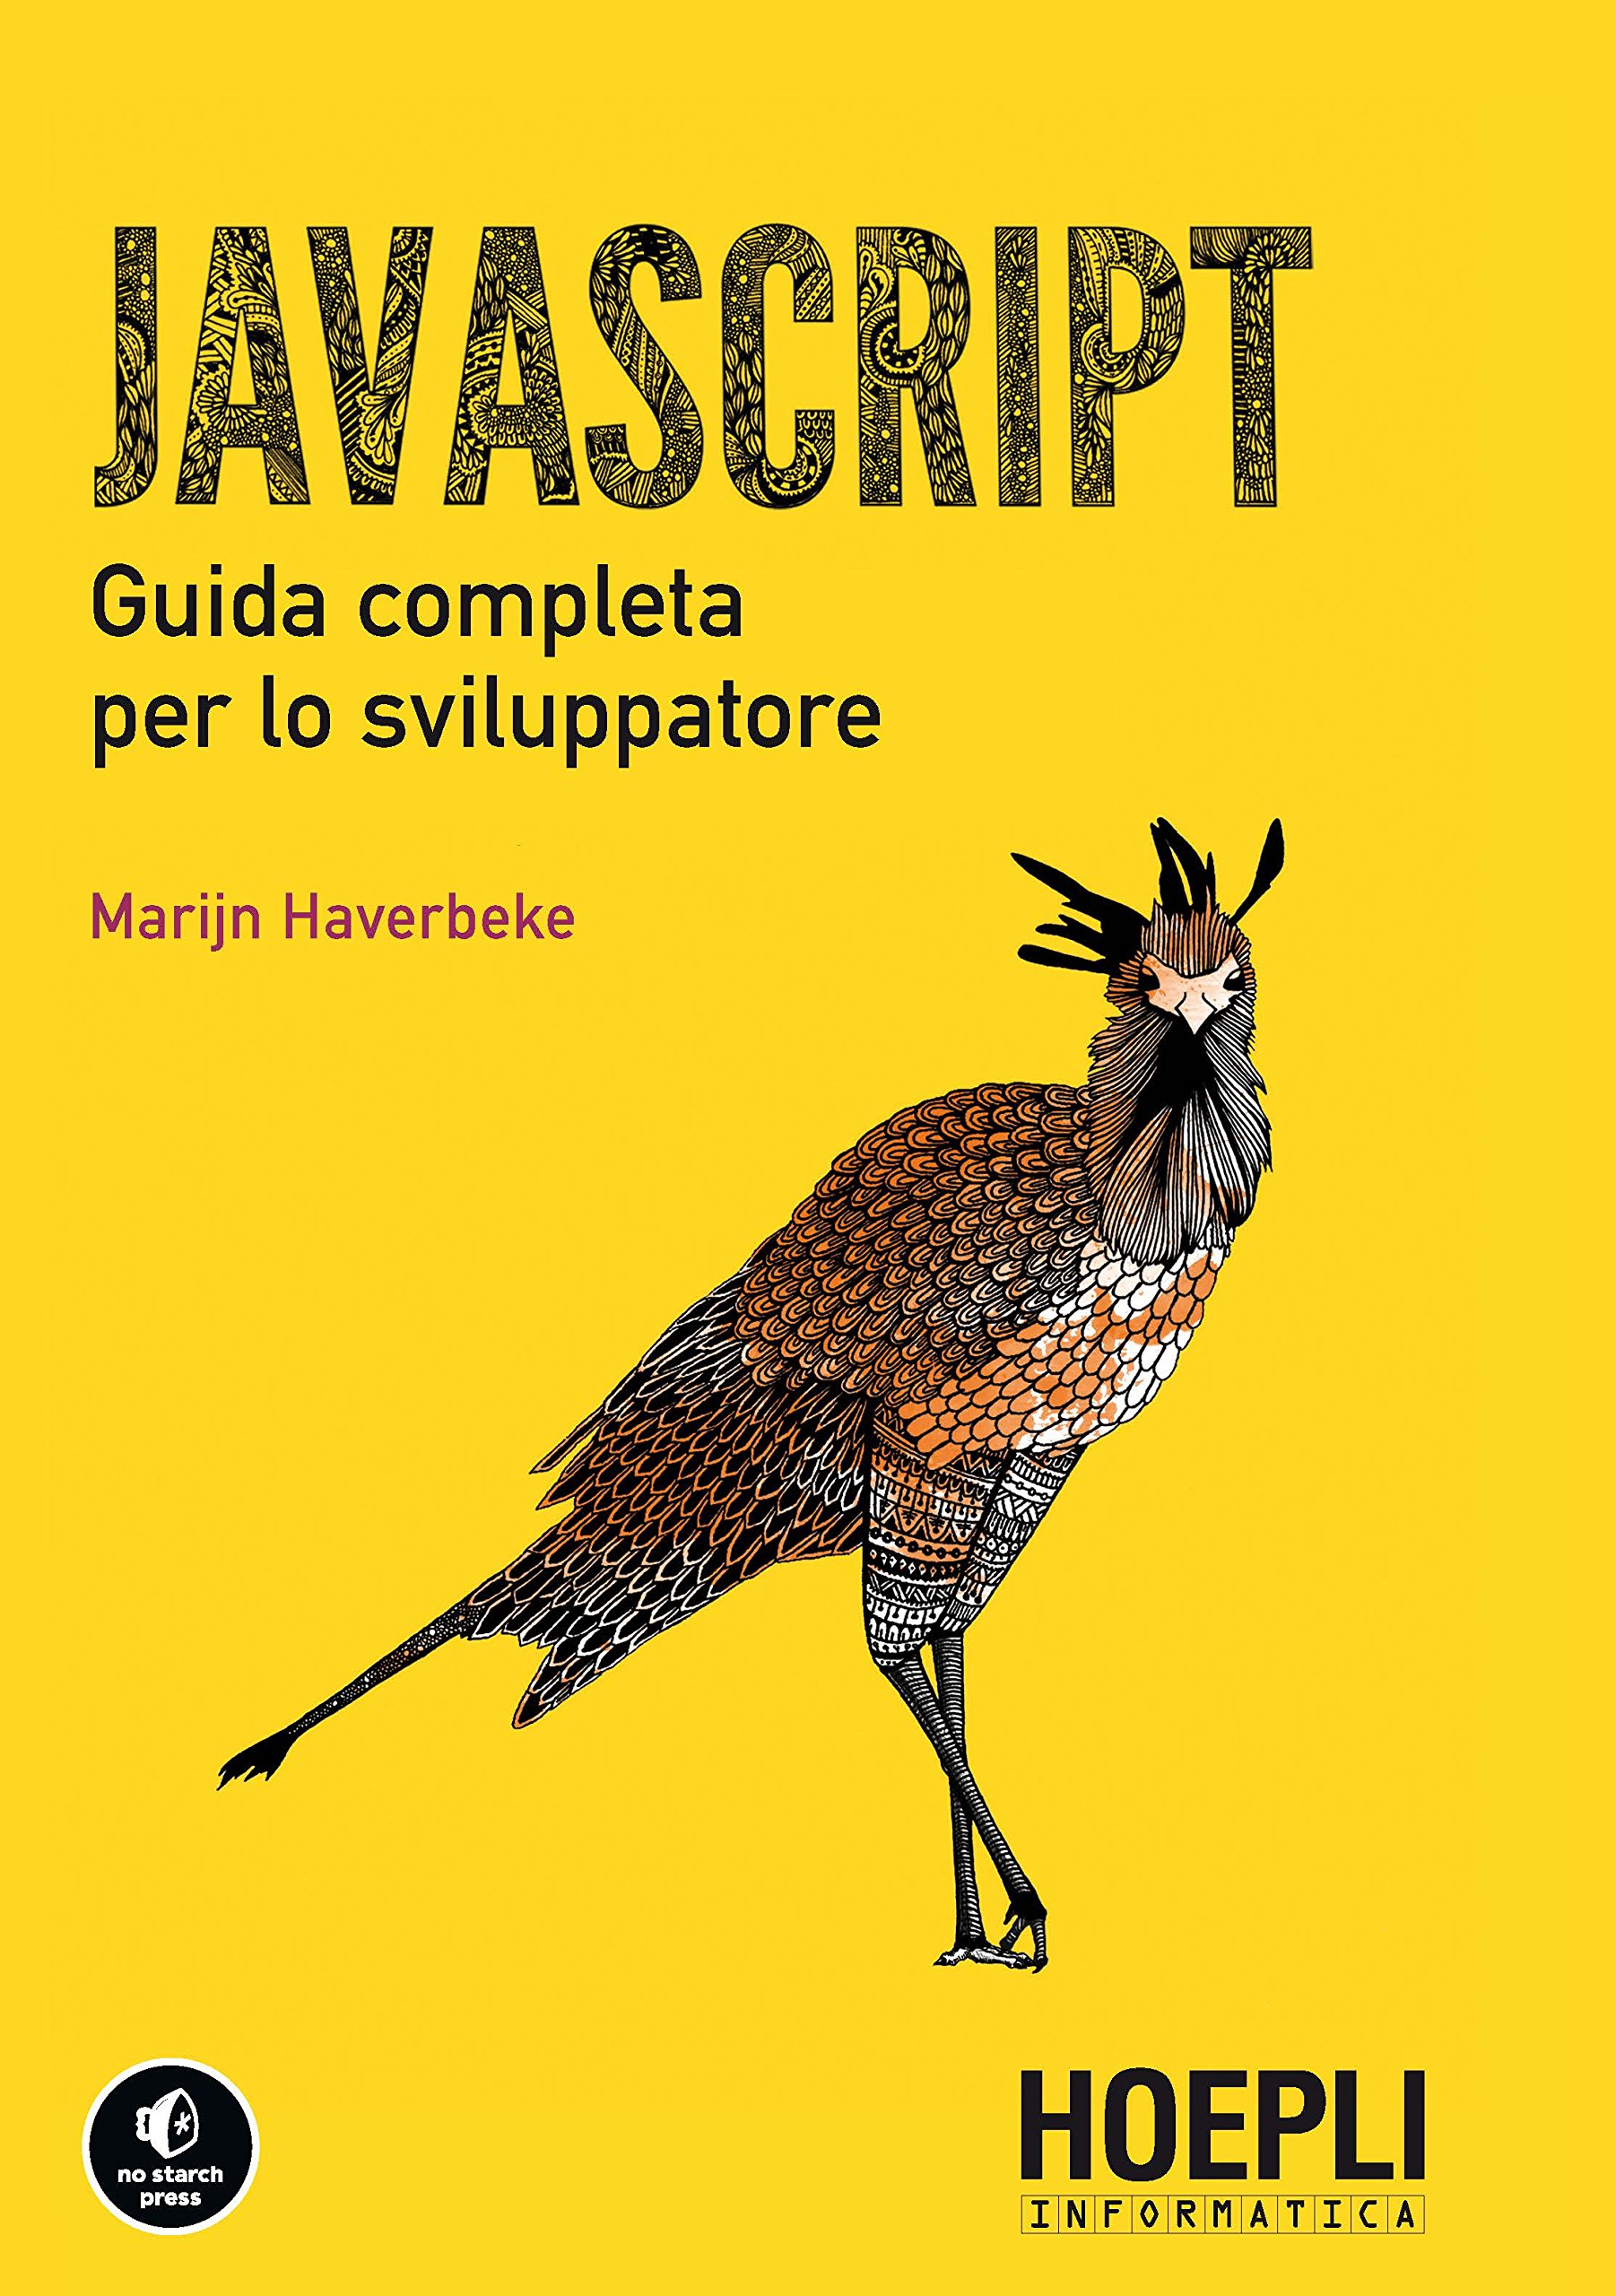 JAVASCRIPT
Guida completa
per lo sviluppatore
Marijn Haverbeke
no starch
press
HOEPLI
INFORMATICA